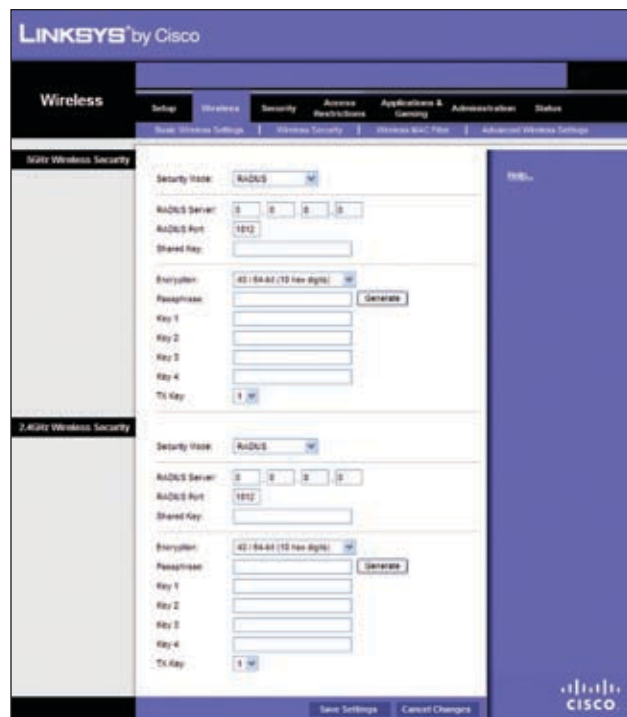 LINKSYS® by Cisco
Wireless
Setup Wireless Security Access Restrictions Applications & Gaming Administration Status
Basic Wireless Settings | Wireless Security | Wireless MAC Filter | Advanced Wireless Settings
5GHz Wireless Security
Help...
Security Mode: RADIUS
RADIUS Server: 0 . 0 . 0 . 0
RADIUS Port: 1812
Shared Key:
Encryption: 40 / 64-bit (10 hex digits)
Passphrase: Generate
Key 1
Key 2
Key 3
Key 4
TX Key 1
2.4GHz Wireless Security
Security Mode: RADIUS
RADIUS Server: 0 . 0 . 0 . 0
RADIUS Port: 1812
Shared Key:
Encryption: 40 / 64-bit (10 hex digits)
Passphrase: Generate
Key 1
Key 2
Key 3
Key 4
TX Key 1
Save Settings Cancel Changes
CISCO